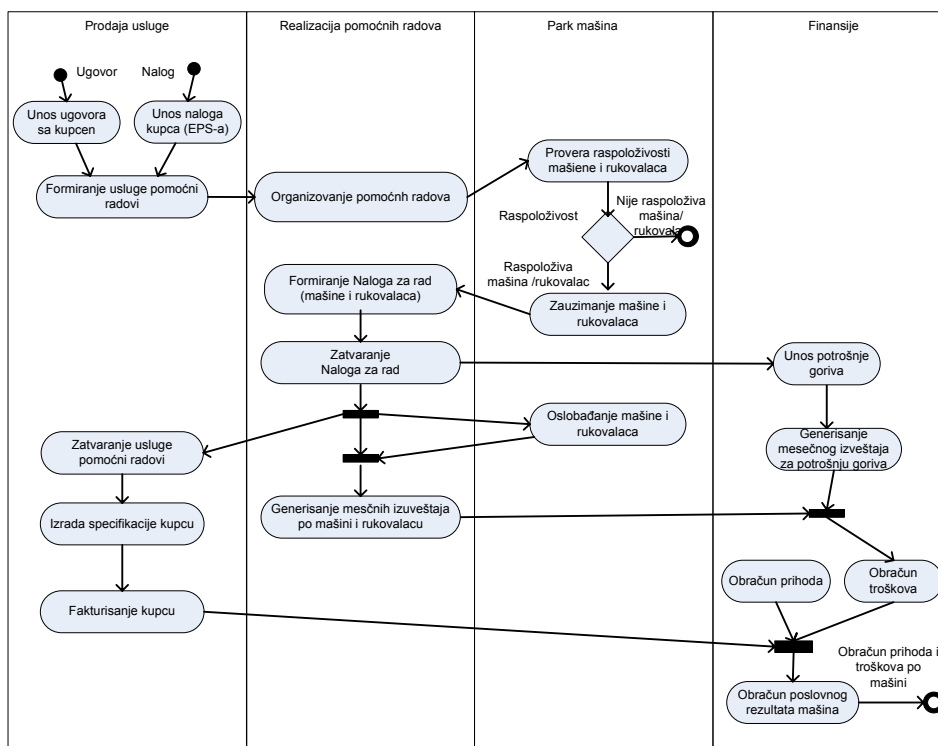 Prodaja usluge
Realizacija pomoćnih radova
Park mašina
Finansije
Ugovor
Nalog
Unos ugovora
sa kupcen
Unos naloga
kupca (EPS-a)
Formiranje usluge pomoćni
radovi
Organizovanje pomoćnh radova
Provera raspoloživosti
mašiene i rukovalaca
Raspoloživost
Nije raspoloživa
mašina/
rukovala
Raspoloživa
mašina /rukovalac
Formiranje Naloga za rad
(mašine i rukovalaca)
Zauzimanje mašine i
rukovalaca
Zatvaranje
Naloga za rad
Unos potrošnje
goriva
Oslobađanje mašine i
rukovalaca
Zatvaranje usluge
pomoćni radovi
Generisanje
mesečnog izveštaja
za potrošnju goriva
Izrada specifikacije kupcu
Generisanje mesčnih izuveštaja
po mašini i rukovalacu
Obračun prihoda
Obračun
troškova
Fakturisanje kupcu
Obračun prihoda i
troškova po
mašini
Obračun poslovnog
rezultata mašina